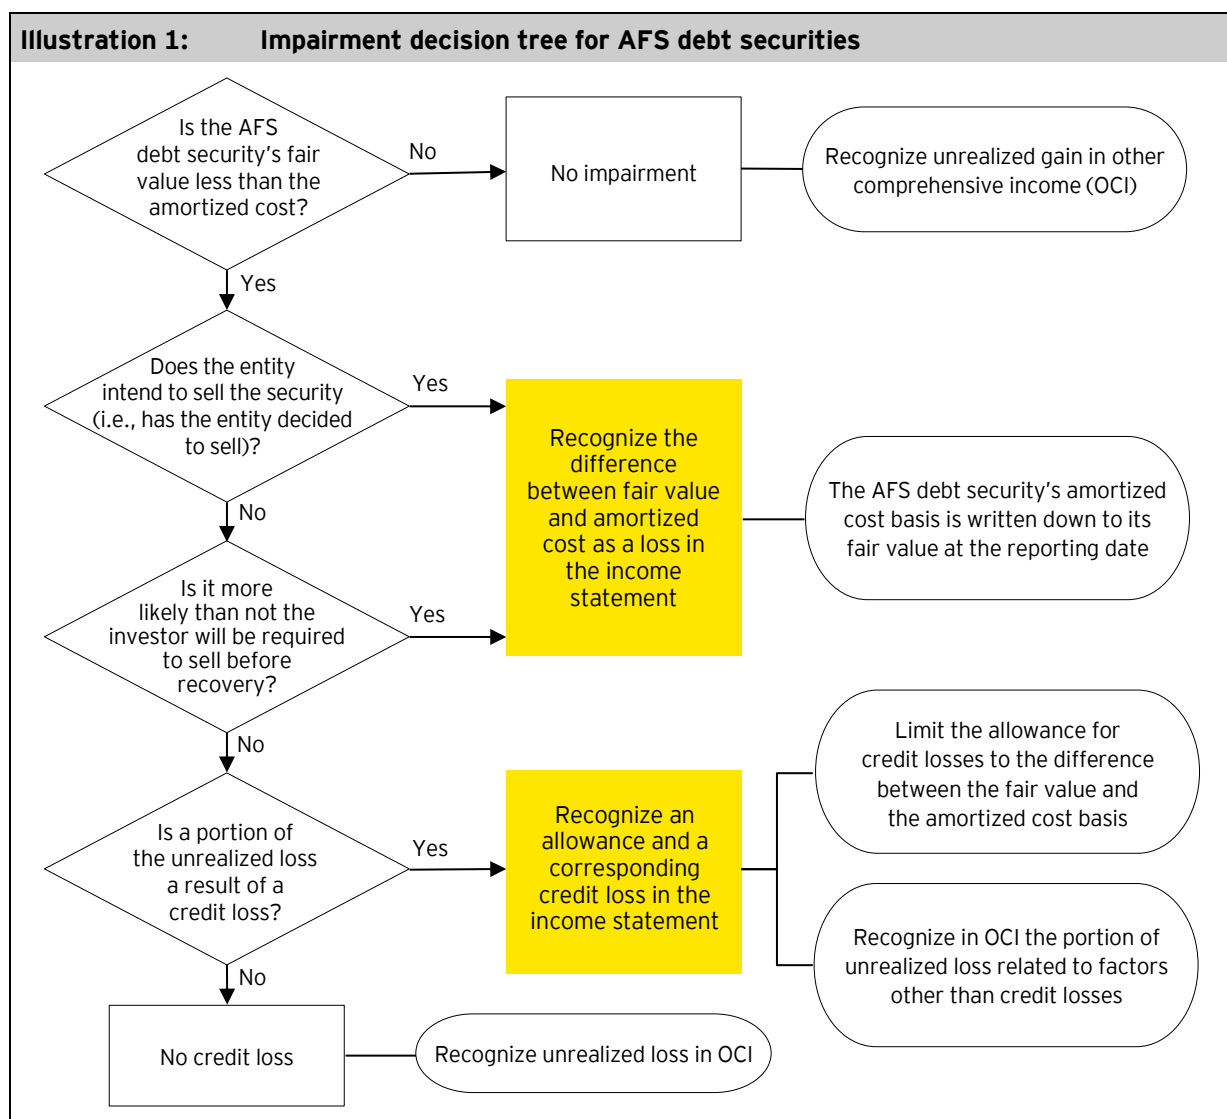 Illustration 1: Impairment decision tree for AFS debt securities
Is the AFS
debt security's fair
value less than the
amortized cost?
No
No impairment
Recognize unrealized gain in other
comprehensive income (OCI)
Yes
Does the entity
intend to sell the security
(i.e., has the entity decided
to sell)?
Yes
Recognize the
difference
between fair value
and amortized
cost as a loss in
the income
statement
The AFS debt security's amortized
cost basis is written down to its
fair value at the reporting date
No
Is it more
likely than not the
investor will be required
to sell before
recovery?
Yes
No
Is a portion of
the unrealized loss
a result of a
credit loss?
Yes
Recognize an
allowance and a
corresponding
credit loss in the
income statement
Limit the allowance for
credit losses to the difference
between the fair value and
the amortized cost basis
Recognize in OCI the portion of
unrealized loss related to factors
other than credit losses
No
No credit loss
Recognize unrealized loss in OCI